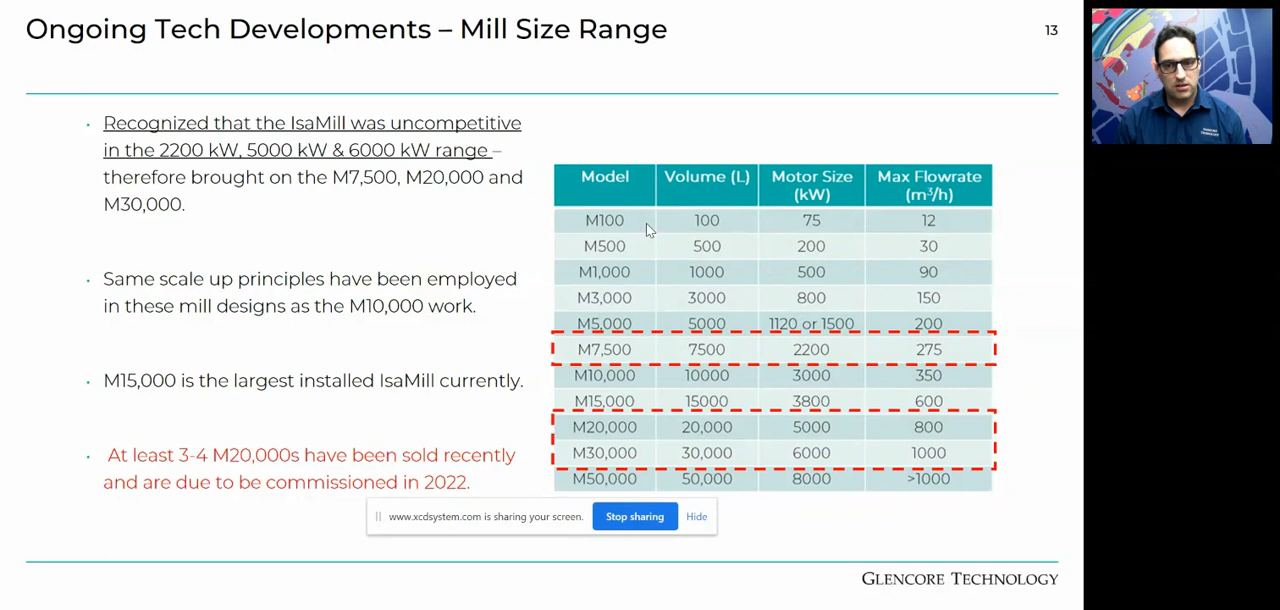 Ongoing Tech Developments – Mill Size Range
13
· Recognized that the IsaMill was uncompetitive
in the 2200 kW, 5000 kW & 6000 kW range –
therefore brought on the M7,500, M20,000 and
M30,000.
· Same scale up principles have been employed
in these mill designs as the M10,000 work.
· M15,000 is the largest installed IsaMill currently.
· At least 3-4 M20,000s have been sold recently
and are due to be commissioned in 2022.
Model Volume (L) Motor Size (kW) Max Flowrate (m³/h)
M100 100 75 12
M500 500 200 30
M1,000 1000 500 90
M3,000 3000 800 150
M5,000 5000 1120 or 1500 200
M7,500 7500 2200 275
M10,000 10000 3000 350
M15,000 15000 3800 600
M20,000 20,000 5000 800
M30,000 30,000 6000 1000
M50,000 50,000 8000 >1000
www.xcdsystem.com is sharing your screen. Stop sharing Hide
GLENCORE TECHNOLOGY